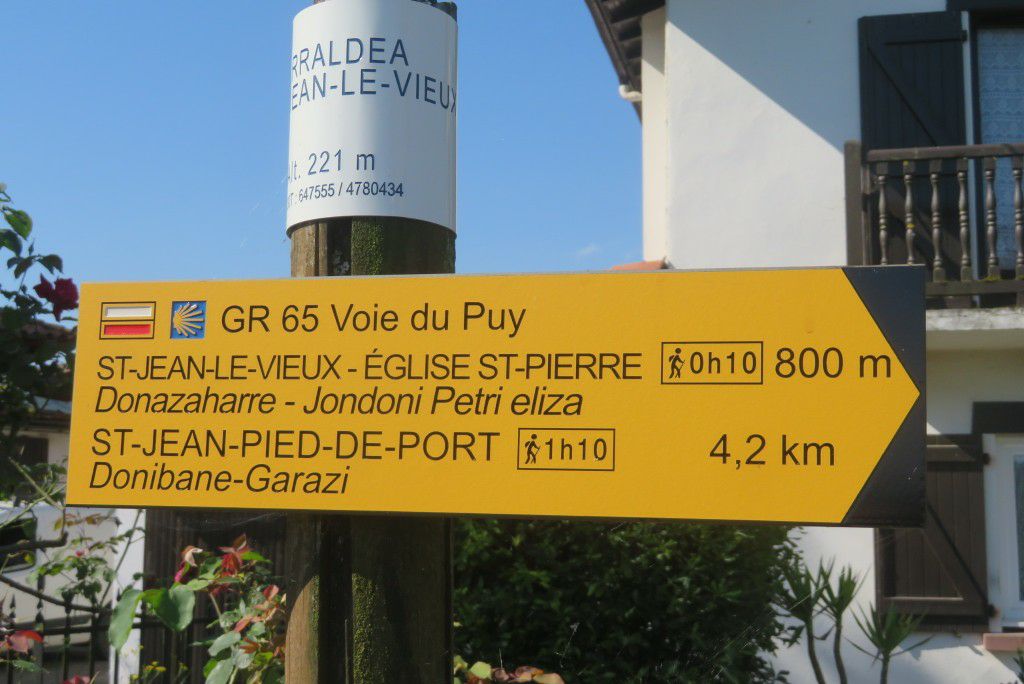 RRALDEA
EAN-LE-VIEUX
Alt. 221 m
647555 / 4780434
GR 65 Voie du Puy
ST-JEAN-LE-VIEUX - ÉGLISE ST-PIERRE 0h10 800 m
Donazaharre - Jondoni Petri eliza
ST-JEAN-PIED-DE-PORT 1h10 4,2 km
Donibane-Garazi